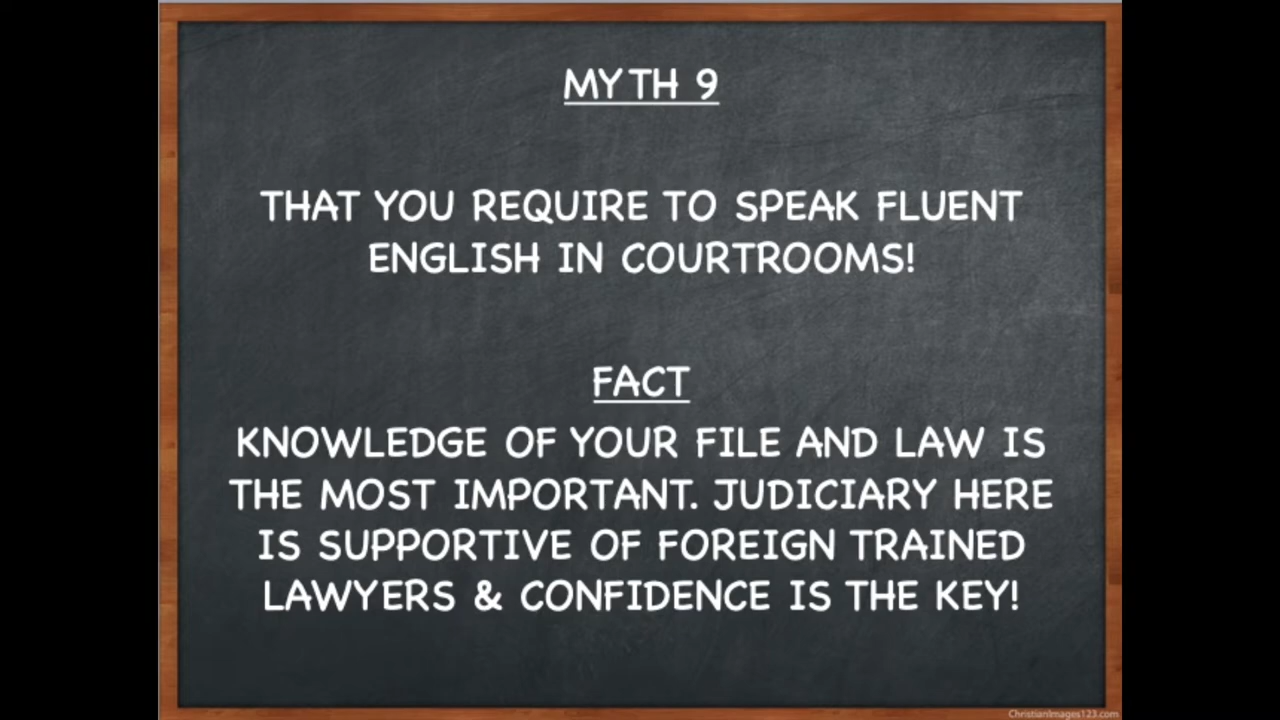 MYTH 9
THAT YOU REQUIRE TO SPEAK FLUENT
ENGLISH IN COURTROOMS!
FACT
KNOWLEDGE OF YOUR FILE AND LAW IS
THE MOST IMPORTANT. JUDICIARY HERE
IS SUPPORTIVE OF FOREIGN TRAINED
LAWYERS & CONFIDENCE IS THE KEY!
ChristianImages123.com